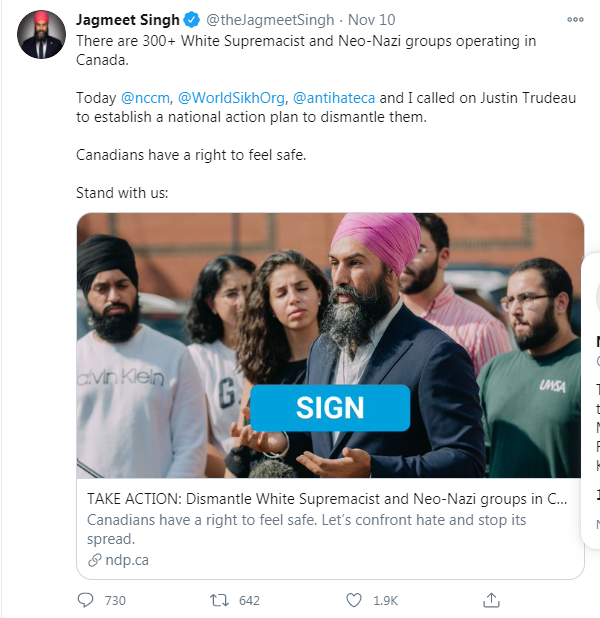 Jagmeet Singh @theJagmeetSingh · Nov 10
There are 300+ White Supremacist and Neo-Nazi groups operating in
Canada.
Today @nccm, @WorldSikhOrg, @antihateca and I called on Justin Trudeau
to establish a national action plan to dismantle them.
Canadians have a right to feel safe.
Stand with us:
Calvin Klein
G
UMSA
SIGN
TAKE ACTION: Dismantle White Supremacist and Neo-Nazi groups in C...
Canadians have a right to feel safe. Let's confront hate and stop its
spread.
ndp.ca
730 642 1.9K